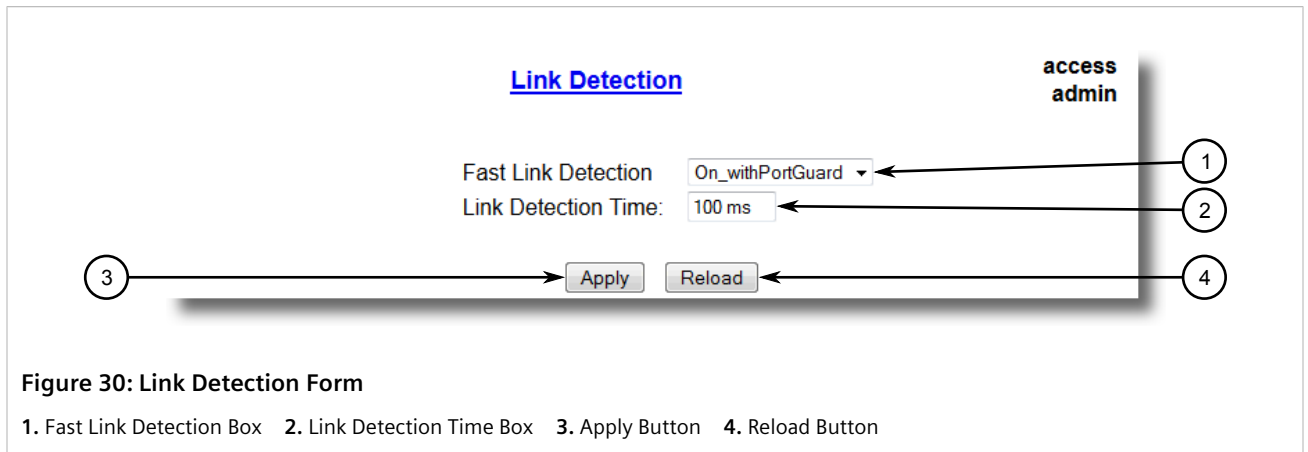 Link Detection
access
admin
Fast Link Detection On_withPortGuard 1
Link Detection Time: 100 ms 2
3 Apply Reload 4
Figure 30: Link Detection Form
1. Fast Link Detection Box 2. Link Detection Time Box 3. Apply Button 4. Reload Button